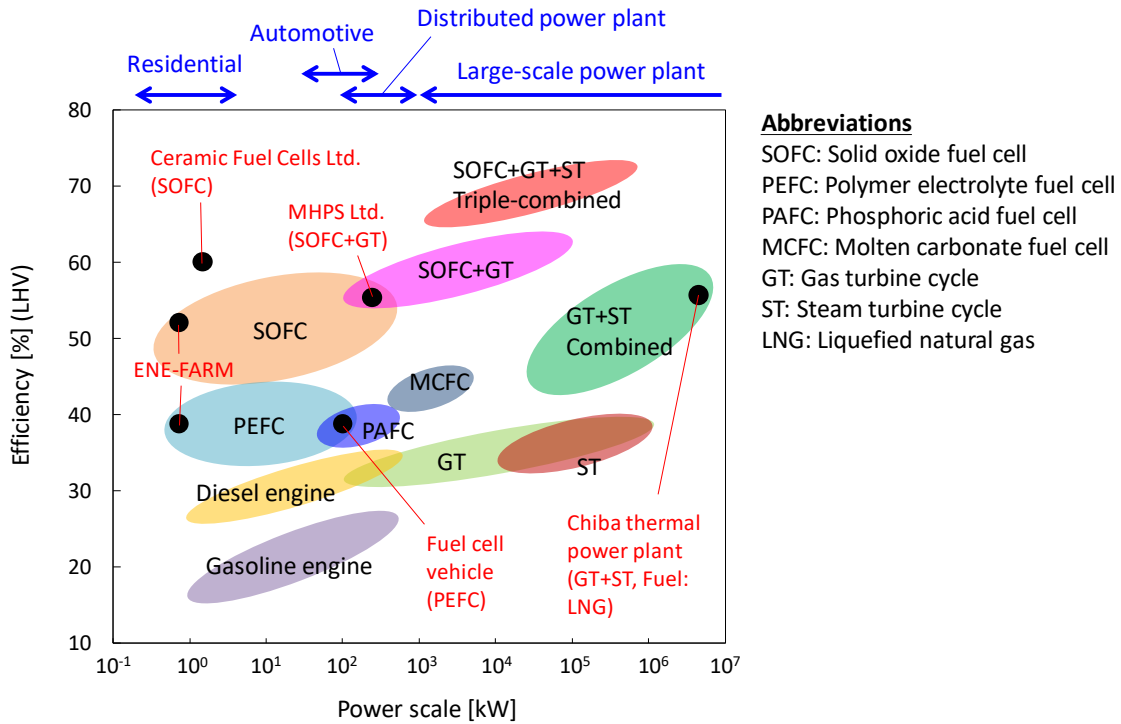 Distributed power plant
Automotive
Residential
Large-scale power plant
80
70
60
50
40
30
20
10
Efficiency [%] (LHV)
Ceramic Fuel Cells Ltd.
(SOFC)
MHPS Ltd.
(SOFC+GT)
SOFC+GT+ST
Triple-combined
SOFC+GT
SOFC
GT+ST
Combined
ENE-FARM
MCFC
PEFC
PAFC
GT
ST
Diesel engine
Gasoline engine
Fuel cell
vehicle
(PEFC)
Chiba thermal
power plant
(GT+ST, Fuel:
LNG)
10⁻¹ 10⁰ 10¹ 10² 10³ 10⁴ 10⁵ 10⁶ 10⁷
Power scale [kW]
Abbreviations
SOFC: Solid oxide fuel cell
PEFC: Polymer electrolyte fuel cell
PAFC: Phosphoric acid fuel cell
MCFC: Molten carbonate fuel cell
GT: Gas turbine cycle
ST: Steam turbine cycle
LNG: Liquefied natural gas